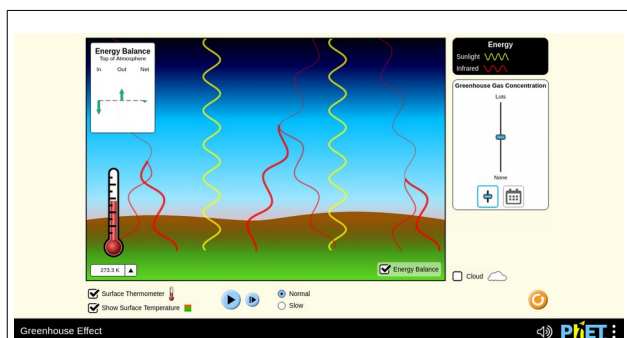 Energy Balance
Top of Atmosphere
In Out Net
273.3 K
Energy Balance
Energy
Sunlight
Infrared
Greenhouse Gas Concentration
Lots
None
Cloud
Surface Thermometer
Show Surface Temperature
Normal
Slow
Greenhouse Effect
PhET